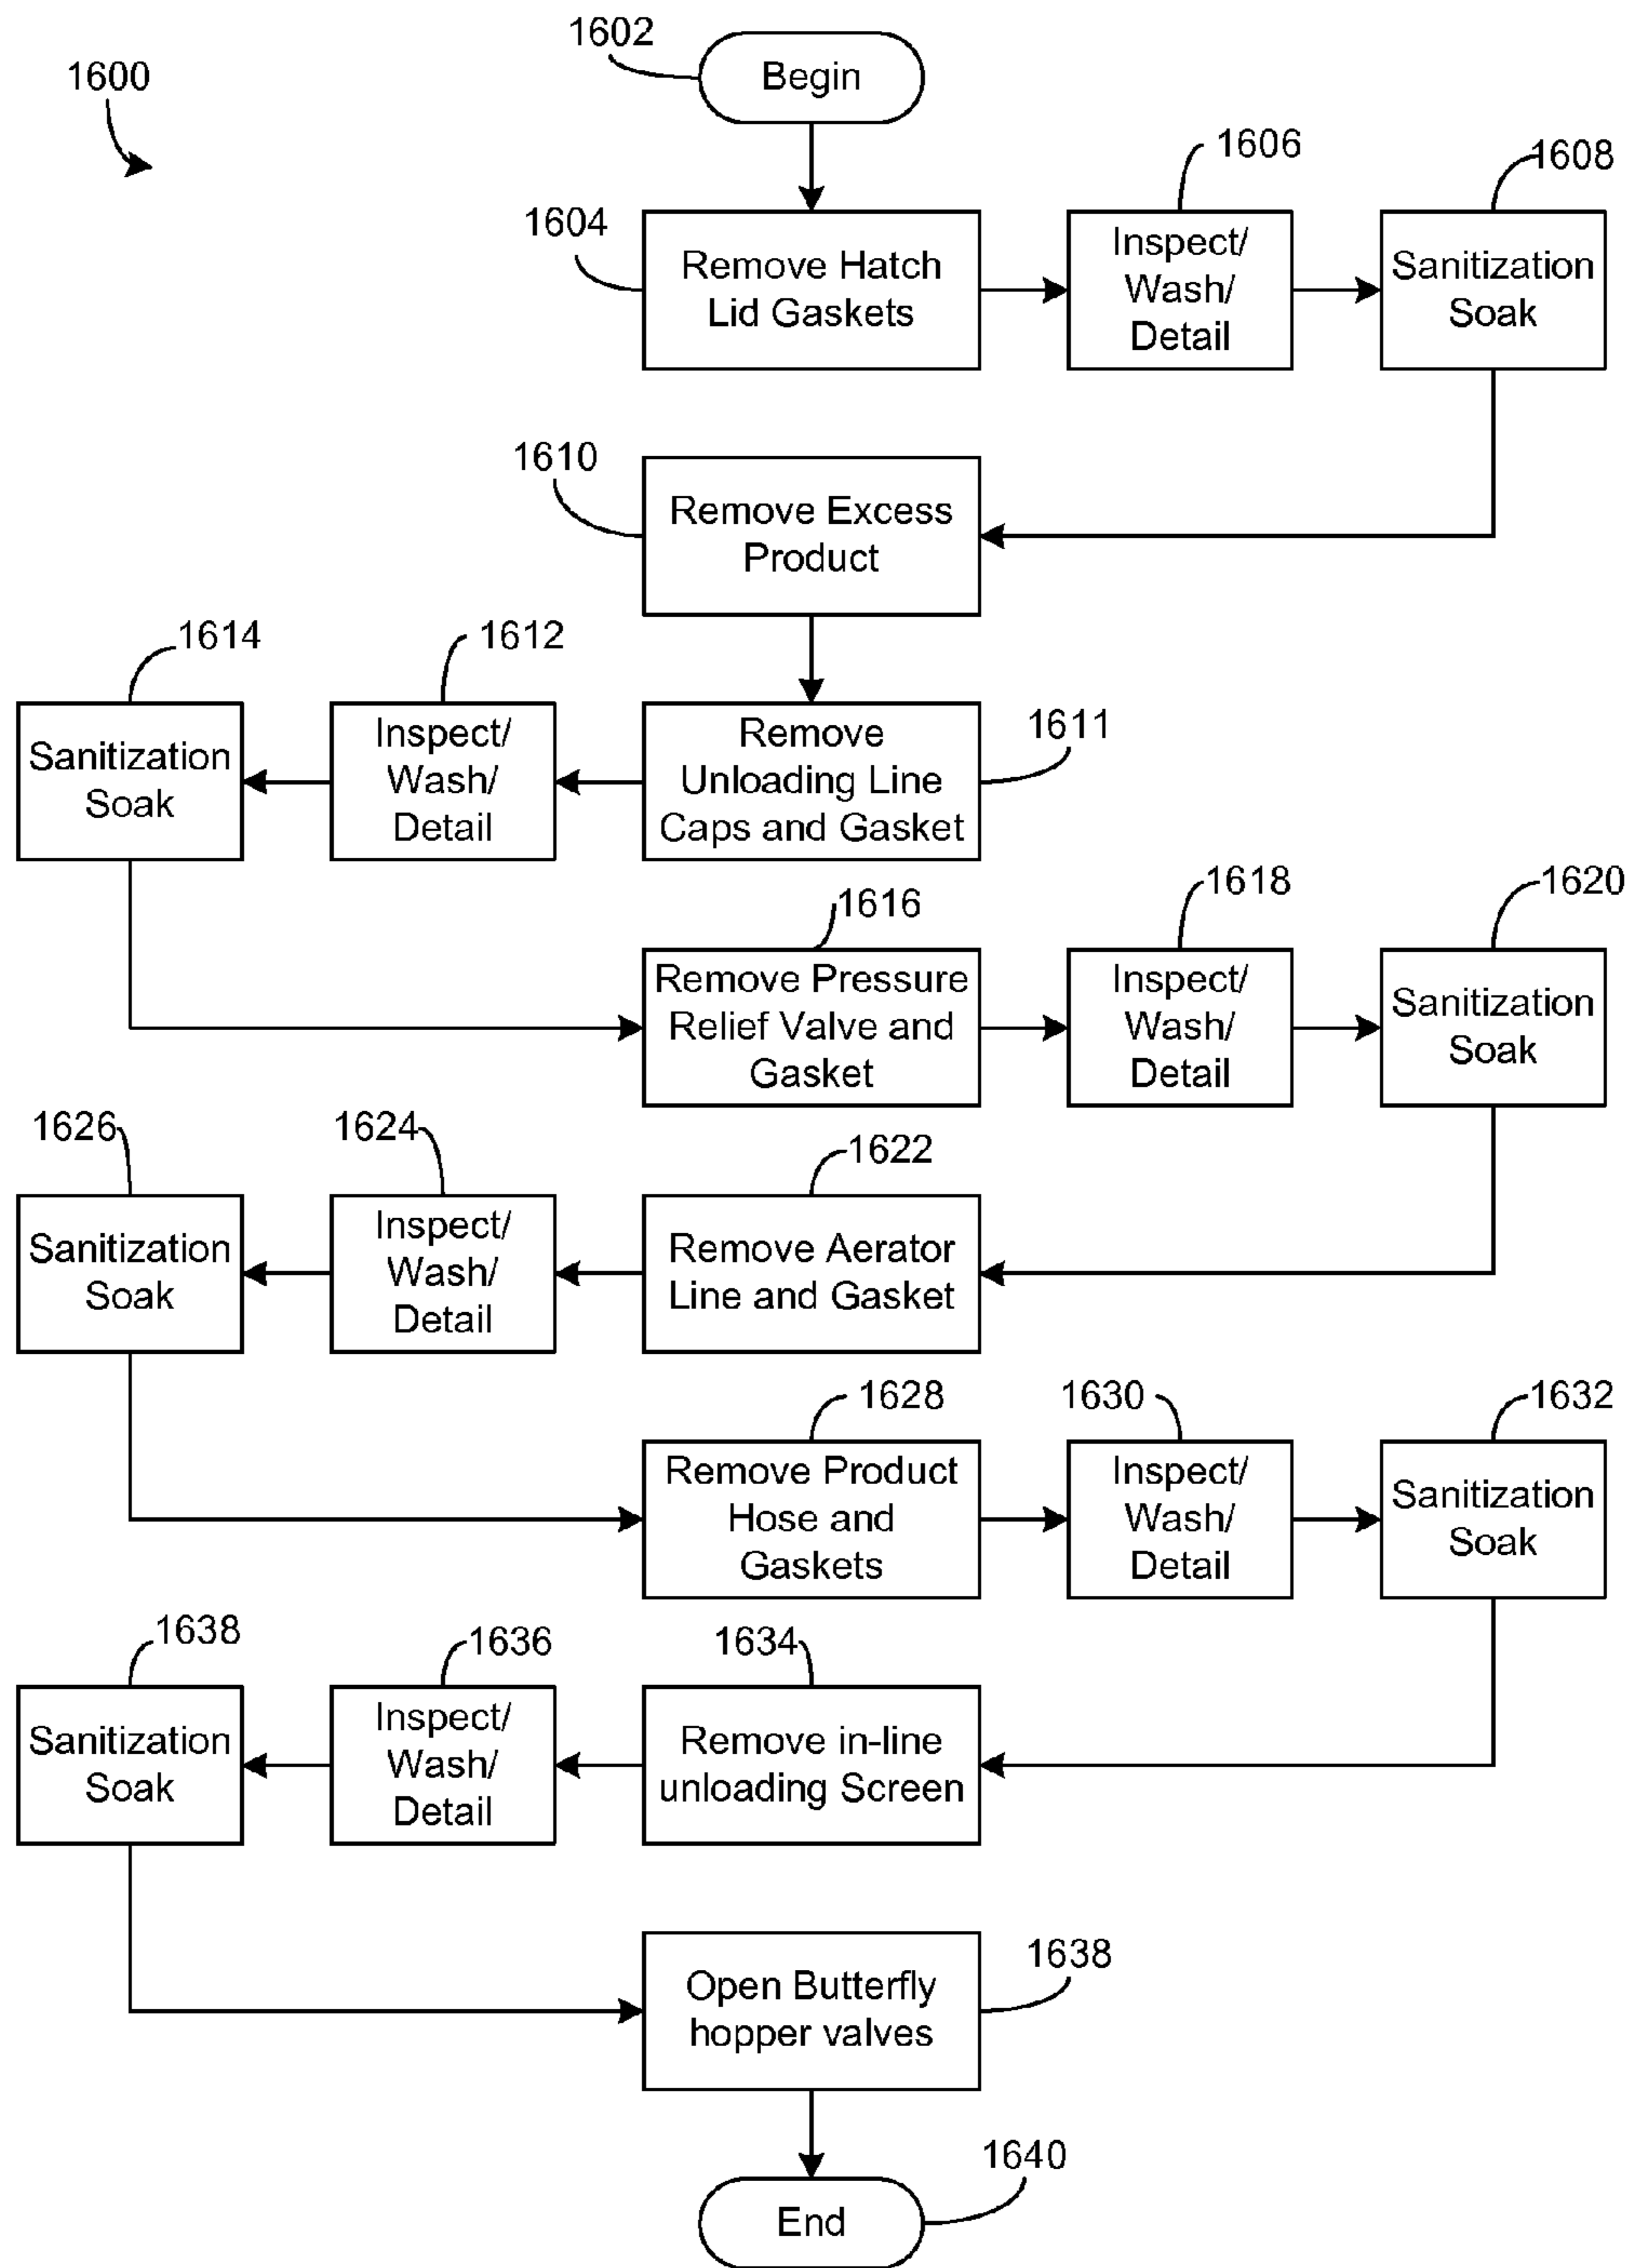 1600
1602
Begin
1604
Remove Hatch
Lid Gaskets
1606
Inspect/
Wash/
Detail
1608
Sanitization
Soak
1610
Remove Excess
Product
1611
Remove
Unloading Line
Caps and Gasket
1612
Inspect/
Wash/
Detail
1614
Sanitization
Soak
1616
Remove Pressure
Relief Valve and
Gasket
1618
Inspect/
Wash/
Detail
1620
Sanitization
Soak
1622
Remove Aerator
Line and Gasket
1624
Inspect/
Wash/
Detail
1626
Sanitization
Soak
1628
Remove Product
Hose and
Gaskets
1630
Inspect/
Wash/
Detail
1632
Sanitization
Soak
1634
Remove in-line
unloading Screen
1636
Inspect/
Wash/
Detail
1638
Sanitization
Soak
1638
Open Butterfly
hopper valves
1640
End